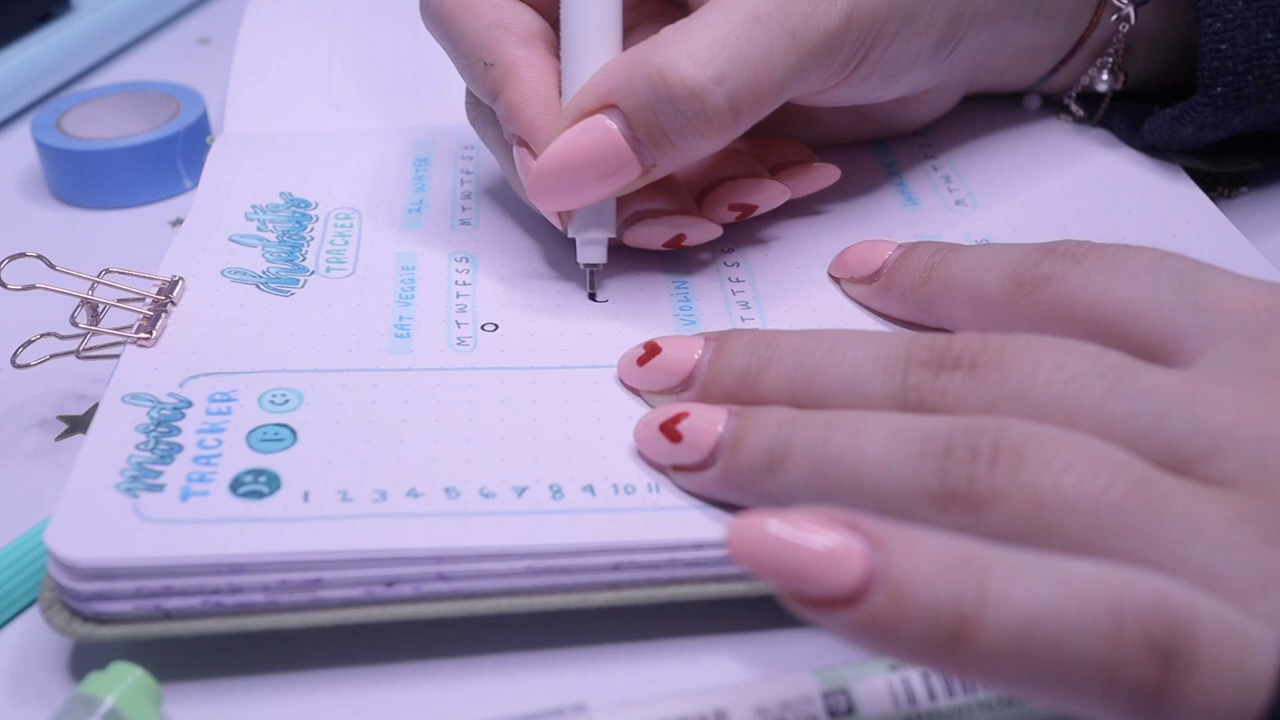 habits
TRACKER
2L WATER
M T W T F S S
EAT VEGGIE
M T W T F S S
VIOLIN
T W T F S S
Mood
TRACKER
1 2 3 4 5 6 7 8 9 10 11